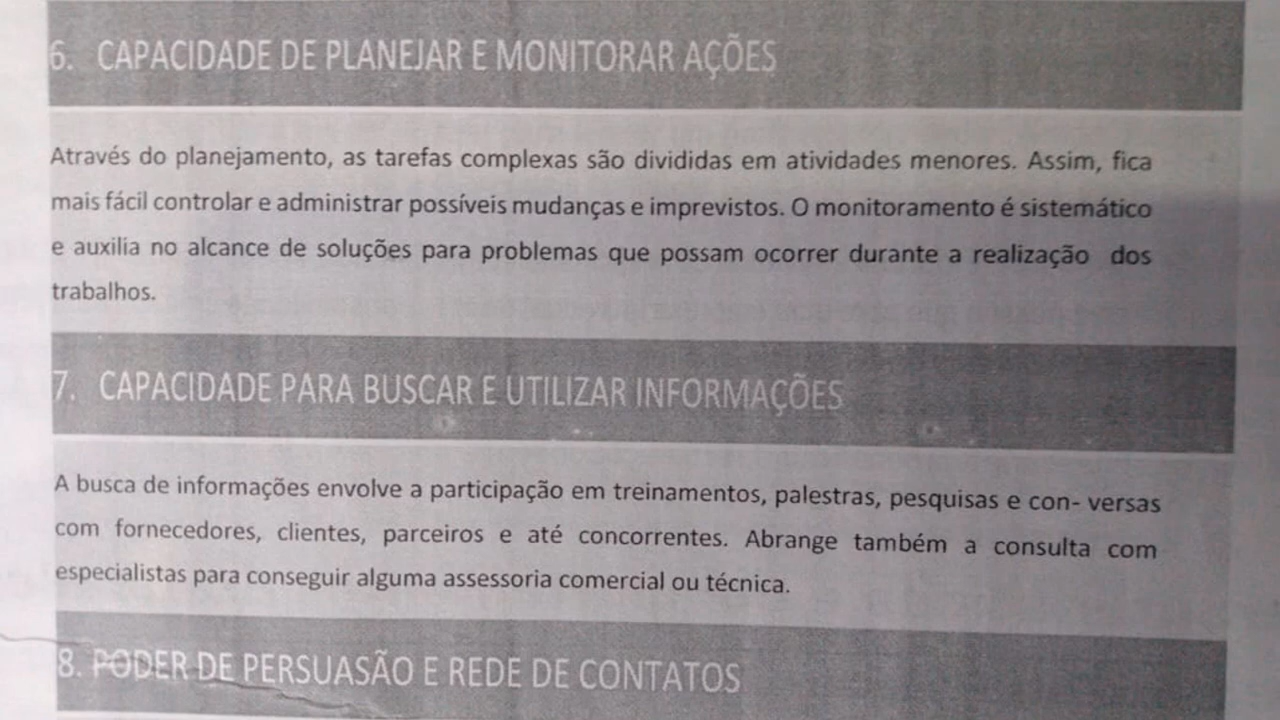 6. CAPACIDADE DE PLANEJAR E MONITORAR AÇÕES
Através do planejamento, as tarefas complexas são divididas em atividades menores. Assim, fica
mais fácil controlar e administrar possíveis mudanças e imprevistos. O monitoramento é sistemático
e auxilia no alcance de soluções para problemas que possam ocorrer durante a realização dos
trabalhos.
7. CAPACIDADE PARA BUSCAR E UTILIZAR INFORMAÇÕES
A busca de informações envolve a participação em treinamentos, palestras, pesquisas e con- versas
com fornecedores, clientes, parceiros e até concorrentes. Abrange também a consulta com
especialistas para conseguir alguma assessoria comercial ou técnica.
8. PODER DE PERSUASÃO E REDE DE CONTATOS